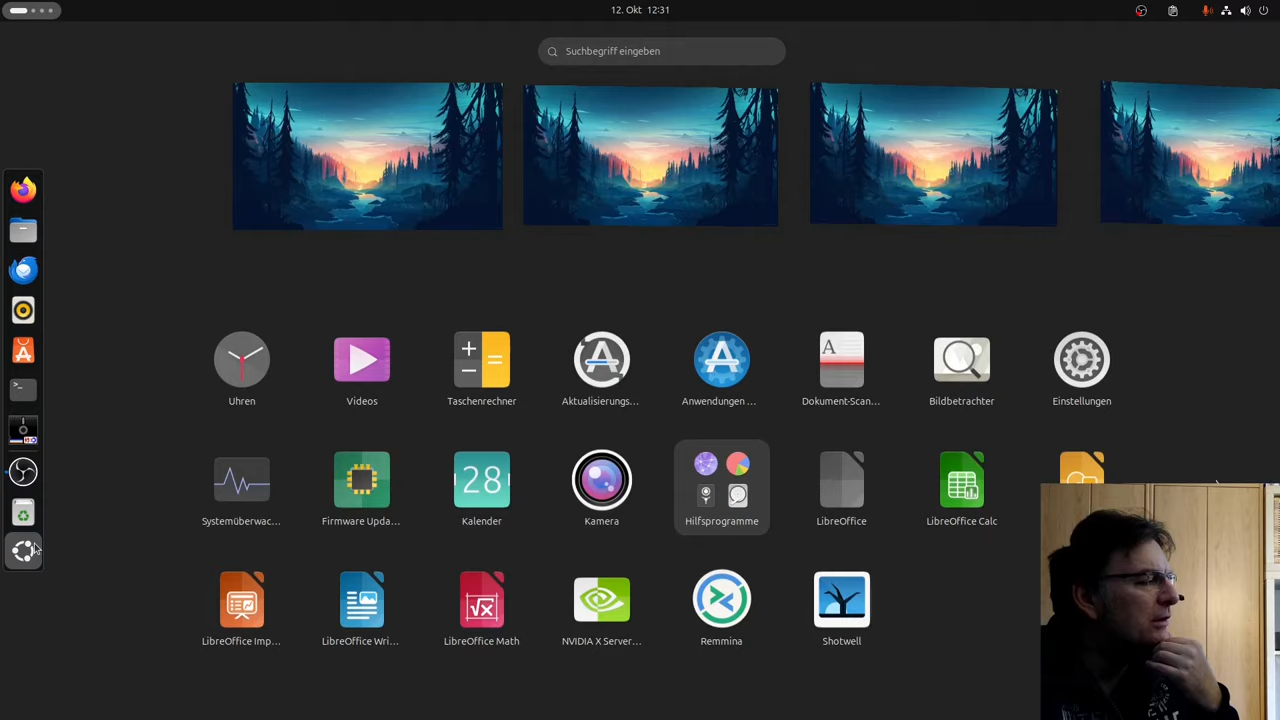 12. Okt 12:31
Suchbegriff eingeben
Uhren
Videos
Taschenrechner
Aktualisierungs...
Anwendungen ...
Dokument-Scan...
Bildbetrachter
Einstellungen
Systemüberwac...
Firmware Upda...
28
Kalender
Kamera
Hilfsprogramme
LibreOffice
LibreOffice Calc
LibreOffice Imp...
LibreOffice Wri...
LibreOffice Math
NVIDIA X Server...
Remmina
Shotwell